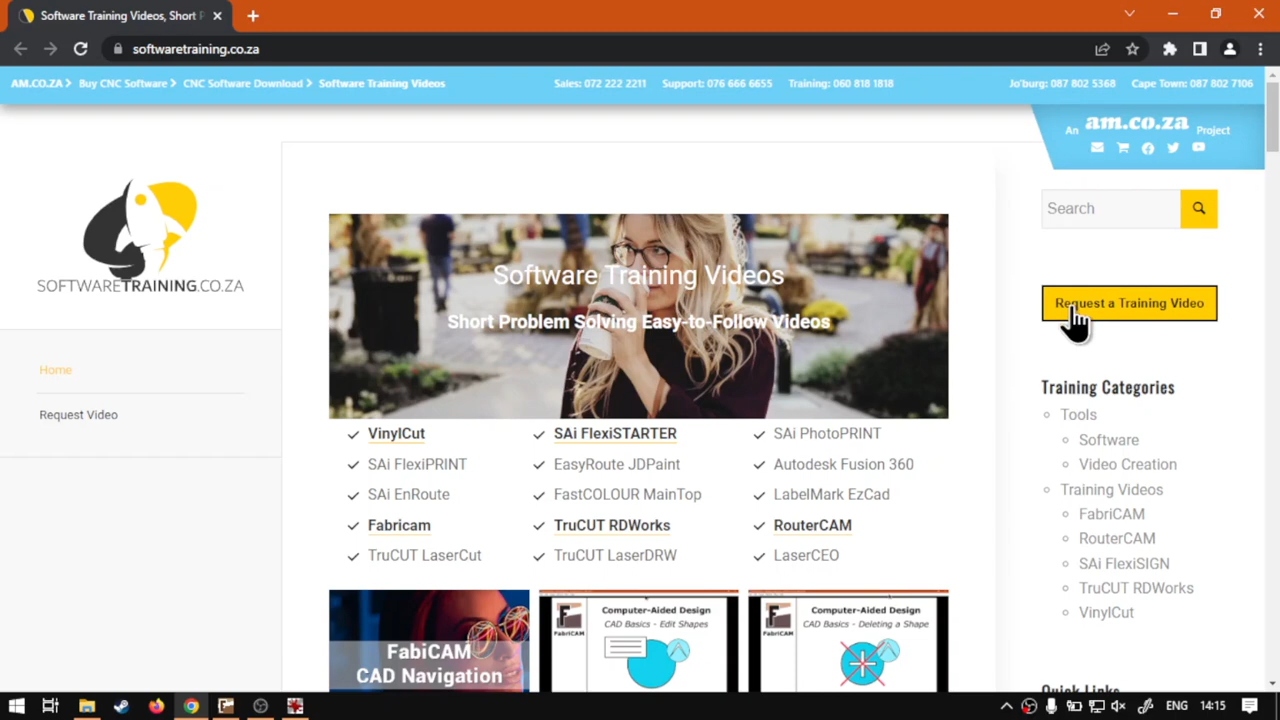 Software Training Videos, Short P
softwaretraining.co.za
AM.CO.ZA > Buy CNC Software > CNC Software Download > Software Training Videos
Sales: 072 222 2211 Support: 076 666 6655 Training: 060 818 1818
Jo'burg: 087 802 5368 Cape Town: 087 802 7106
An am.co.za Project
SOFTWARETRAINING.CO.ZA
Home
Request Video
Software Training Videos
Short Problem Solving Easy-to-Follow Videos
VinylCut SAi FlexiSTARTER SAi PhotoPRINT
SAi FlexiPRINT EasyRoute JDPaint Autodesk Fusion 360
SAi EnRoute FastCOLOUR MainTop LabelMark EzCad
Fabricam TruCUT RDWorks RouterCAM
TruCUT LaserCut TruCUT LaserDRW LaserCEO
FabiCAM
CAD Navigation
FabriCAM
Computer-Aided Design
CAD Basics - Edit Shapes
FabriCAM
Computer-Aided Design
CAD Basics - Deleting a Shape
Search
Request a Training Video
Training Categories
Tools
Software
Video Creation
Training Videos
FabriCAM
RouterCAM
SAi FlexiSIGN
TruCUT RDWorks
VinylCut
Quick Links
ENG 14:15